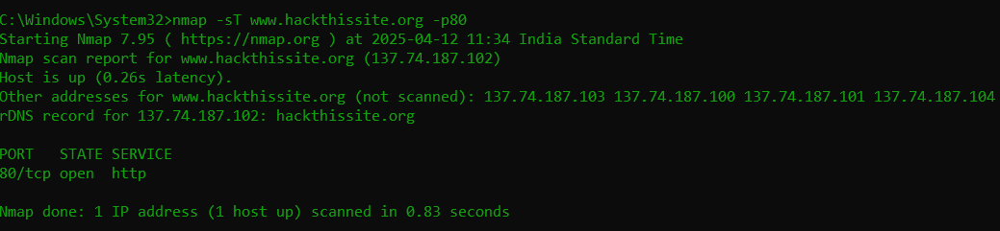 C:\Windows\System32>nmap -sT www.hackthissite.org -p80
Starting Nmap 7.95 ( https://nmap.org ) at 2025-04-12 11:34 India Standard Time
Nmap scan report for www.hackthissite.org (137.74.187.102)
Host is up (0.26s latency).
Other addresses for www.hackthissite.org (not scanned): 137.74.187.103 137.74.187.100 137.74.187.101 137.74.187.104
rDNS record for 137.74.187.102: hackthissite.org

PORT   STATE SERVICE
80/tcp open  http

Nmap done: 1 IP address (1 host up) scanned in 0.83 seconds